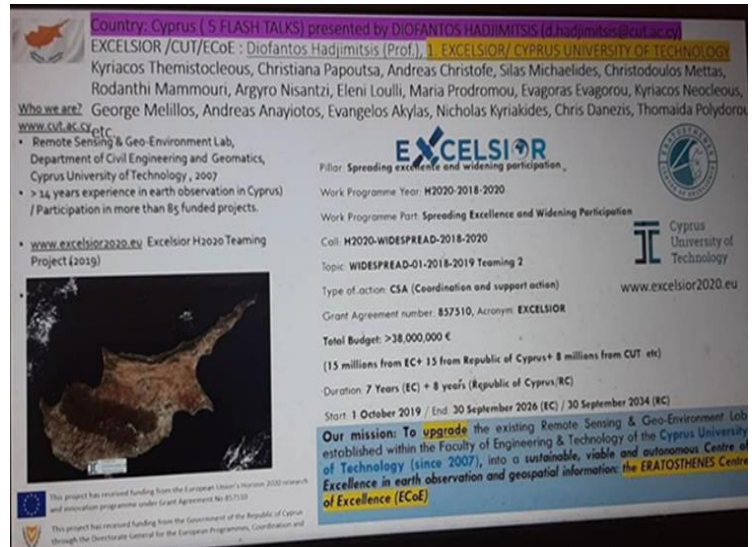 Country: Cyprus ( 5 FLASH TALKS) presented by DIOFANTOS HADJIMITSIS (d.hadjimitsis@cut.ac.cy)
EXCELSIOR /CUT/ECoE : Diofantos Hadjimitsis (Prof.), 1. EXCELSIOR/ CYPRUS UNIVERSITY OF TECHNOLOGY
Kyriacos Themistocleous, Christiana Papoutsa, Andreas Christofe, Silas Michaelides, Christodoulos Mettas,
Rodanthi Mammouri, Argyro Nisantzi, Eleni Loulli, Maria Prodromou, Evagoras Evagorou, Kyriacos Neocleous,
George Melillos, Andreas Anayiotos, Evangelos Akylas, Nicholas Kyriakides, Chris Danezis, Thomaida Polydorou
etc.
Who we are?
www.cut.ac.cy
• Remote Sensing & Geo-Environment Lab,
Department of Civil Engineering and Geomatics,
Cyprus University of Technology , 2007
• > 14 years experience in earth observation in Cyprus)
/ Participation in more than 85 funded projects.
• www.excelsior2020.eu Excelsior H2020 Teaming
Project (2019)
EXCELSIOR
Pillar: Spreading excellence and widening participation
Work Programme Year: H2020-2018-2020
Work Programme Part: Spreading Excellence and Widening Participation
Call: H2020-WIDESPREAD-2018-2020
Topic: WIDESPREAD-01-2018-2019 Teaming 2
Type of action: CSA (Coordination and support action)
Grant Agreement number: 857510, Acronym: EXCELSIOR
Total Budget: >38,000,000 €
(15 millions from EC+ 15 from Republic of Cyprus+ 8 millions from CUT etc)
Duration: 7 Years (EC) + 8 years (Republic of Cyprus/RC)
Start: 1 October 2019 / End: 30 September 2026 (EC) / 30 September 2034 (RC)
ERATOSTHENES
Cyprus
University of
Technology
www.excelsior2020.eu
Our mission: To upgrade the existing Remote Sensing & Geo-Environment Lab
established within the Faculty of Engineering & Technology of the Cyprus University
of Technology (since 2007), into a sustainable, viable and autonomous Centre of
Excellence in earth observation and geospatial information: the ERATOSTHENES Centre
of Excellence (ECoE)
This project has received funding from the European Union's Horizon 2020 research
and innovation programme under Grant Agreement No 857510
This project has received funding from the Government of the Republic of Cyprus
through the Directorate General for the European Programmes, Coordination and